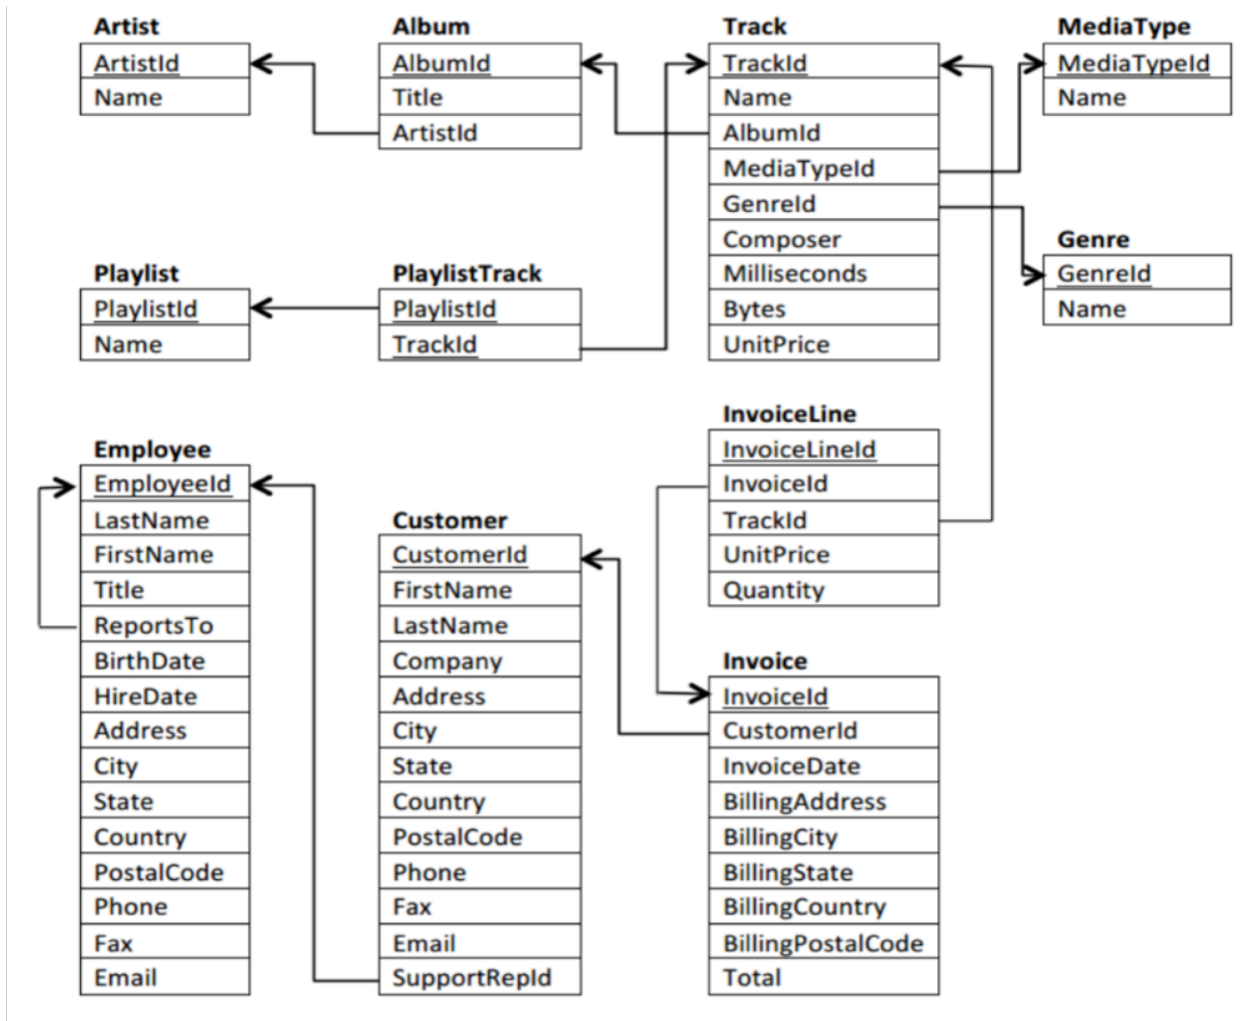 Artist
ArtistId
Name
Album
AlbumId
Title
ArtistId
Track
TrackId
Name
AlbumId
MediaTypeId
GenreId
Composer
Milliseconds
Bytes
UnitPrice
MediaType
MediaTypeId
Name
Genre
GenreId
Name
Playlist
PlaylistId
Name
PlaylistTrack
PlaylistId
TrackId
Employee
EmployeeId
LastName
FirstName
Title
ReportsTo
BirthDate
HireDate
Address
City
State
Country
PostalCode
Phone
Fax
Email
Customer
CustomerId
FirstName
LastName
Company
Address
City
State
Country
PostalCode
Phone
Fax
Email
SupportRepId
InvoiceLine
InvoiceLineId
InvoiceId
TrackId
UnitPrice
Quantity
Invoice
InvoiceId
CustomerId
InvoiceDate
BillingAddress
BillingCity
BillingState
BillingCountry
BillingPostalCode
Total